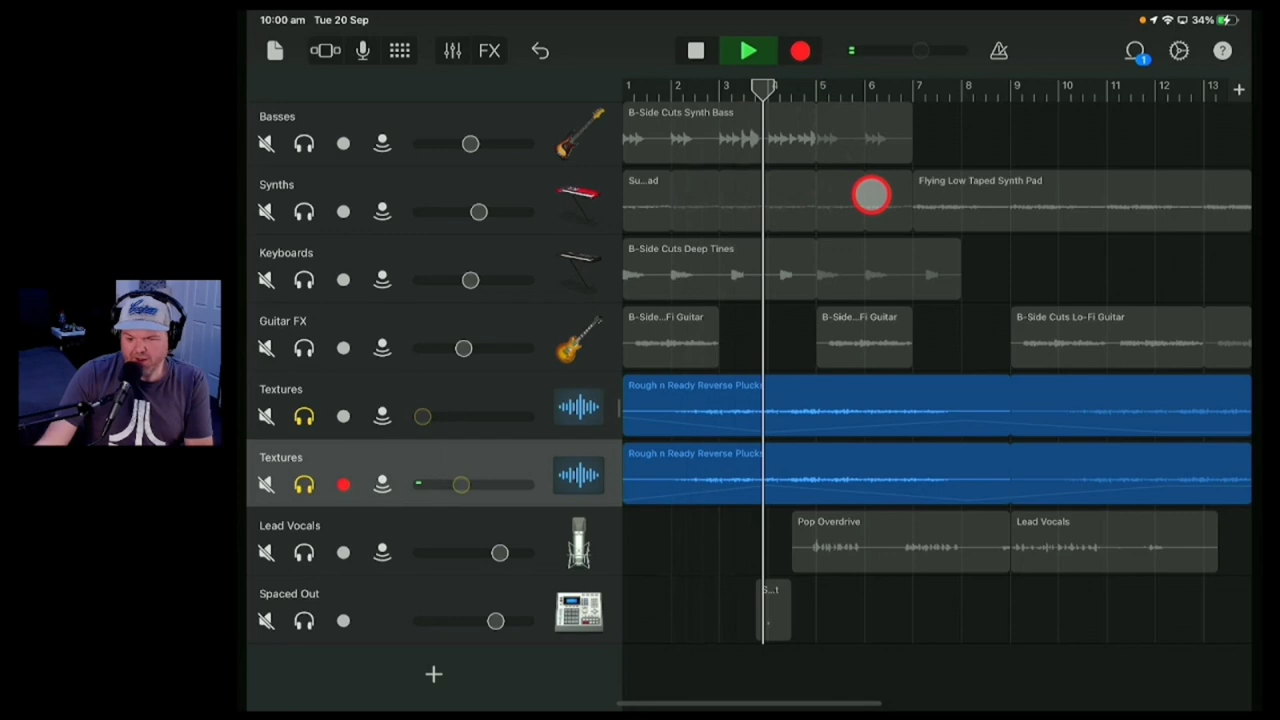 10:00 am Tue 20 Sep
34%
FX
1
?
1 2 3 4 5 6 7 8 9 10 11 12 13
Basses
B-Side Cuts Synth Bass
Synths
Su...ad
Flying Low Taped Synth Pad
Keyboards
B-Side Cuts Deep Tines
Guitar FX
B-Side...Fi Guitar
B-Side...Fi Guitar
B-Side Cuts Lo-Fi Guitar
Textures
Rough n Ready Reverse Plucks
Textures
Rough n Ready Reverse Plucks
Lead Vocals
Pop Overdrive
Lead Vocals
Spaced Out
S...t